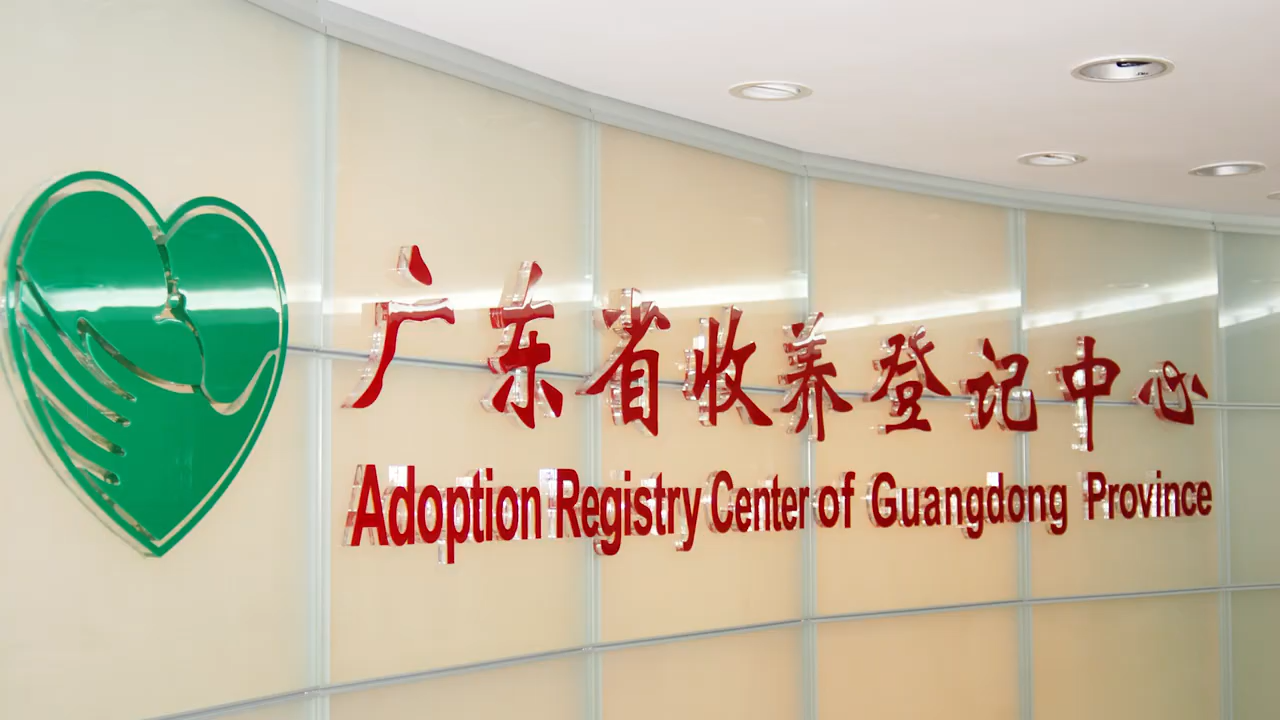 广东省收养登记中心
Adoption Registry Center of Guangdong Province